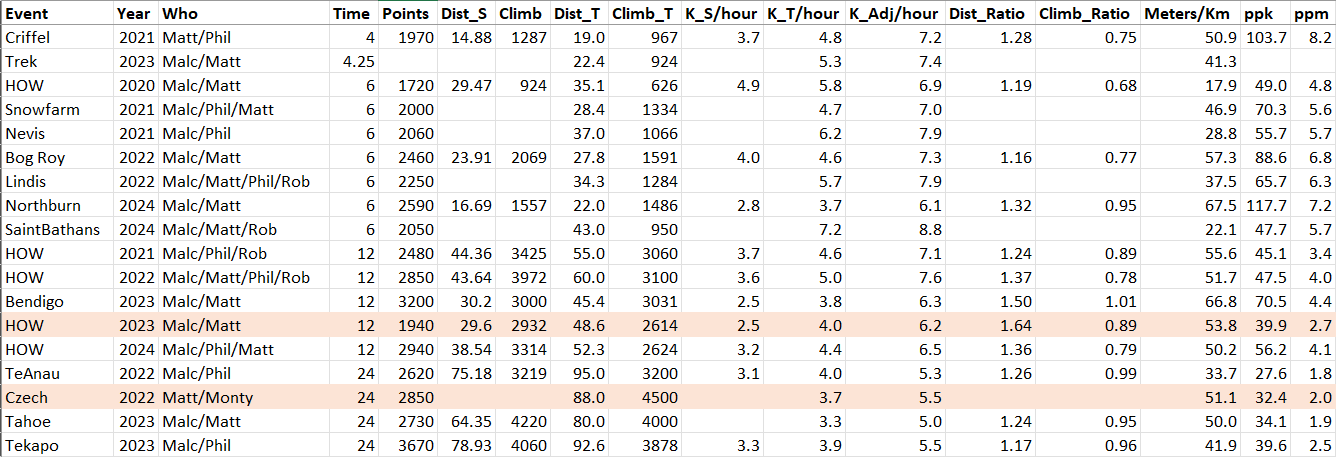 Event Year Who Time Points Dist_S Climb Dist_T Climb_T K_S/hour K_T/hour K_Adj/hour Dist_Ratio Climb_Ratio Meters/Km ppk ppm
Criffel 2021 Matt/Phil 4 1970 14.88 1287 19.0 967 3.7 4.8 7.2 1.28 0.75 50.9 103.7 8.2
Trek 2023 Malc/Matt 4.25 22.4 924 5.3 7.4 41.3
HOW 2020 Malc/Matt 6 1720 29.47 924 35.1 626 4.9 5.8 6.9 1.19 0.68 17.9 49.0 4.8
Snowfarm 2021 Malc/Phil/Matt 6 2000 28.4 1334 4.7 7.0 46.9 70.3 5.6
Nevis 2021 Malc/Phil 6 2060 37.0 1066 6.2 7.9 28.8 55.7 5.7
Bog Roy 2022 Malc/Matt 6 2460 23.91 2069 27.8 1591 4.0 4.6 7.3 1.16 0.77 57.3 88.6 6.8
Lindis 2022 Malc/Matt/Phil/Rob 6 2250 34.3 1284 5.7 7.9 37.5 65.7 6.3
Northburn 2024 Malc/Matt 6 2590 16.69 1557 22.0 1486 2.8 3.7 6.1 1.32 0.95 67.5 117.7 7.2
SaintBathans 2024 Malc/Matt/Rob 6 2050 43.0 950 7.2 8.8 22.1 47.7 5.7
HOW 2021 Malc/Phil/Rob 12 2480 44.36 3425 55.0 3060 3.7 4.6 7.1 1.24 0.89 55.6 45.1 3.4
HOW 2022 Malc/Matt/Phil/Rob 12 2850 43.64 3972 60.0 3100 3.6 5.0 7.6 1.37 0.78 51.7 47.5 4.0
Bendigo 2023 Malc/Matt 12 3200 30.2 3000 45.4 3031 2.5 3.8 6.3 1.50 1.01 66.8 70.5 4.4
HOW 2023 Malc/Matt 12 1940 29.6 2932 48.6 2614 2.5 4.0 6.2 1.64 0.89 53.8 39.9 2.7
HOW 2024 Malc/Phil/Matt 12 2940 38.54 3314 52.3 2624 3.2 4.4 6.5 1.36 0.79 50.2 56.2 4.1
TeAnau 2022 Malc/Phil 24 2620 75.18 3219 95.0 3200 3.1 4.0 5.3 1.26 0.99 33.7 27.6 1.8
Czech 2022 Matt/Monty 24 2850 88.0 4500 3.7 5.5 51.1 32.4 2.0
Tahoe 2023 Malc/Matt 24 2730 64.35 4220 80.0 4000 3.3 5.0 1.24 0.95 50.0 34.1 1.9
Tekapo 2023 Malc/Phil 24 3670 78.93 4060 92.6 3878 3.3 3.9 5.5 1.17 0.96 41.9 39.6 2.5